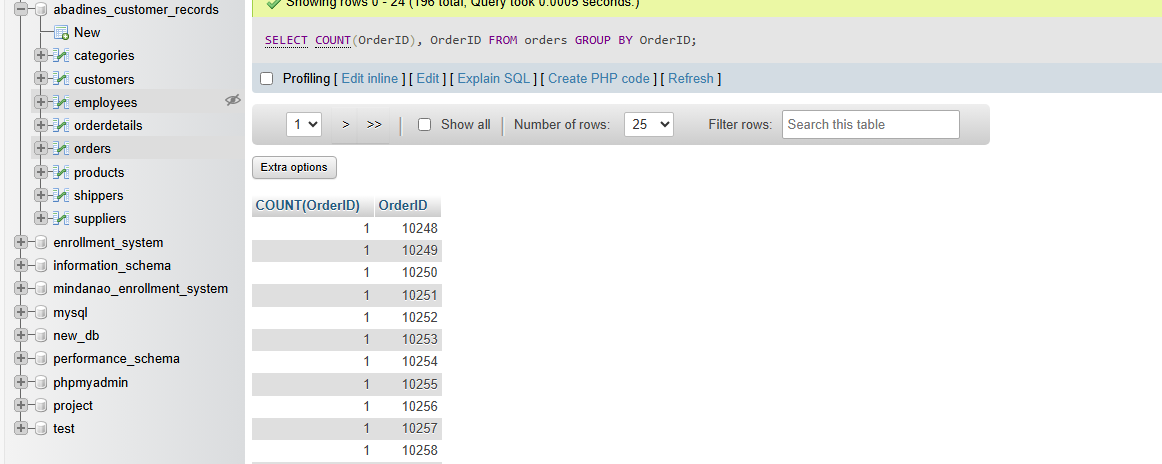 abadines_customer_records
New
categories
customers
employees
orderdetails
orders
products
shippers
suppliers
enrollment_system
information_schema
mindanao_enrollment_system
mysql
new_db
performance_schema
phpmyadmin
project
test
Showing rows 0 - 24 (196 total, Query took 0.0005 seconds.)
SELECT COUNT(OrderID), OrderID FROM orders GROUP BY OrderID;
Profiling [ Edit inline ] [ Edit ] [ Explain SQL ] [ Create PHP code ] [ Refresh ]
1 > >> | Show all | Number of rows: 25 Filter rows: Search this table
Extra options
COUNT(OrderID) OrderID
1 10248
1 10249
1 10250
1 10251
1 10252
1 10253
1 10254
1 10255
1 10256
1 10257
1 10258